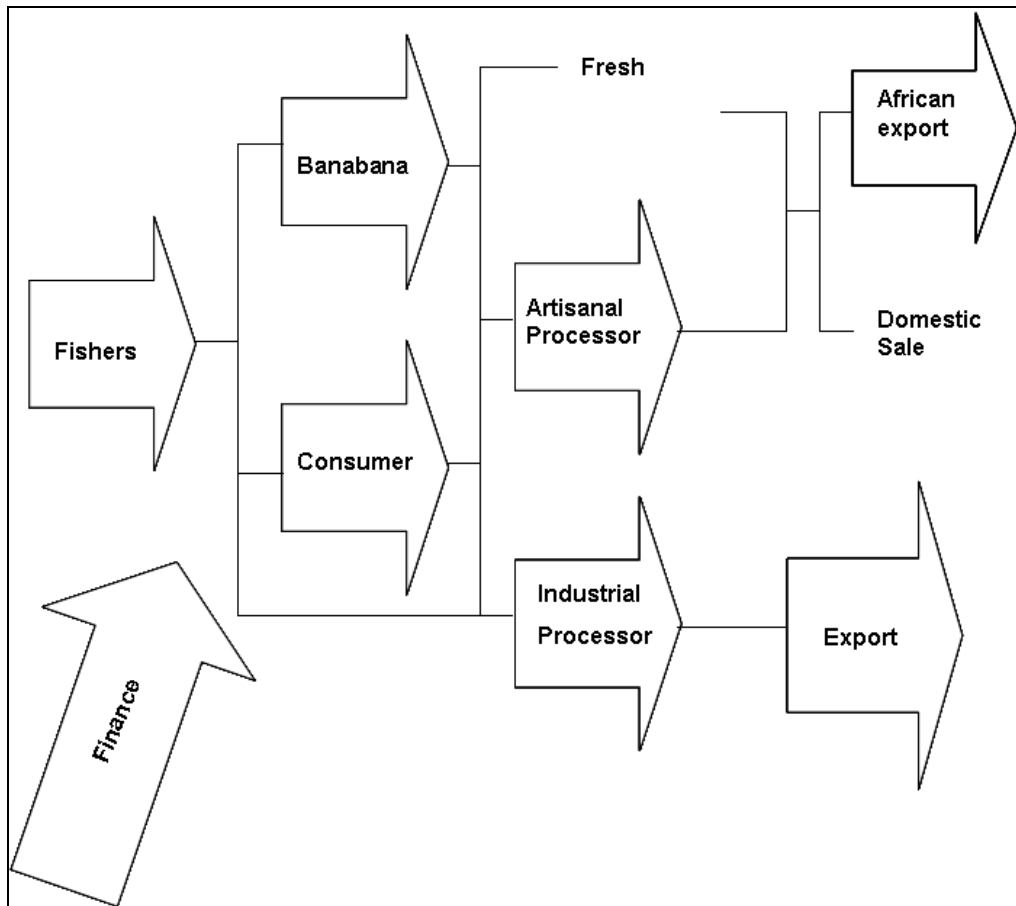 Fresh
African
export
Banabana
Artisanal
Processor
Domestic
Sale
Fishers
Consumer
Industrial
Processor
Export
Finance